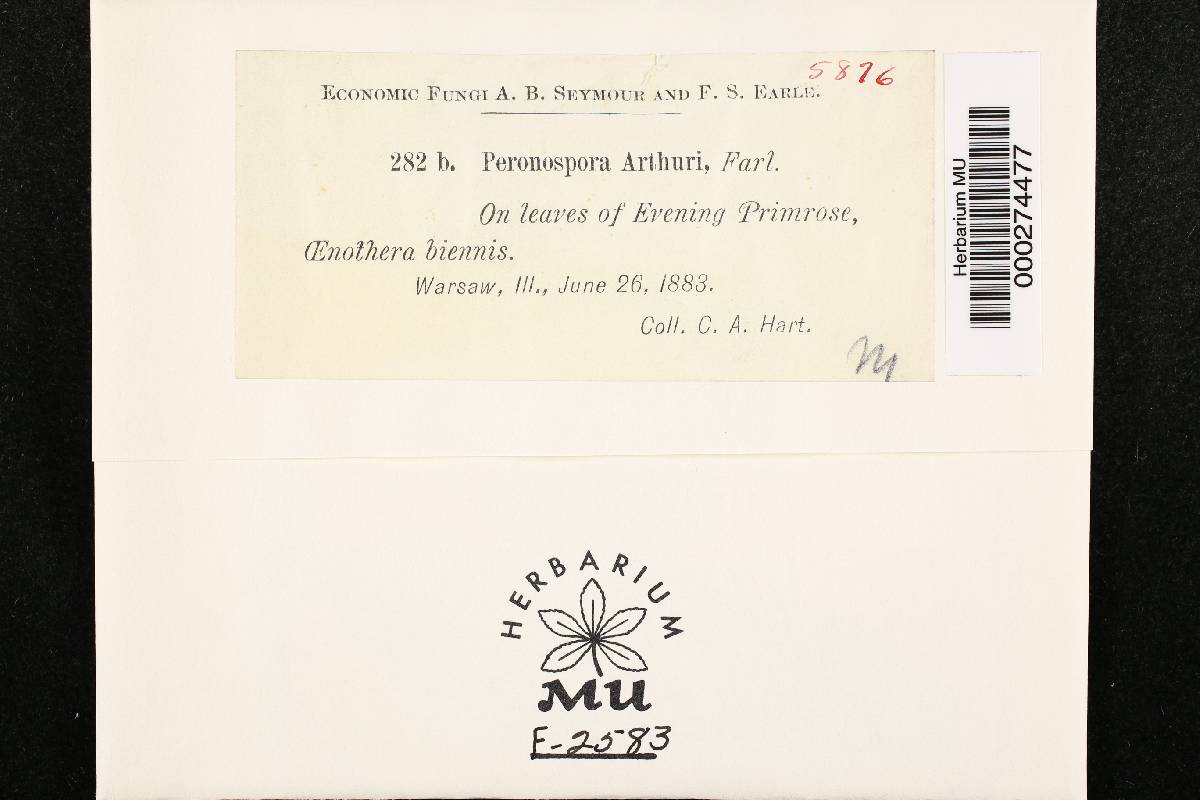 5876
ECONOMIC FUNGI A. B. SEYMOUR AND F. S. EARLE.
282 b. Peronospora Arthuri, Farl.
On leaves of Evening Primrose,
Œnothera biennis.
Warsaw, Ill., June 26, 1883.
Coll. C. A. Hart.
M
Herbarium MU
000274477
HERBARIUM
MU
F-2583